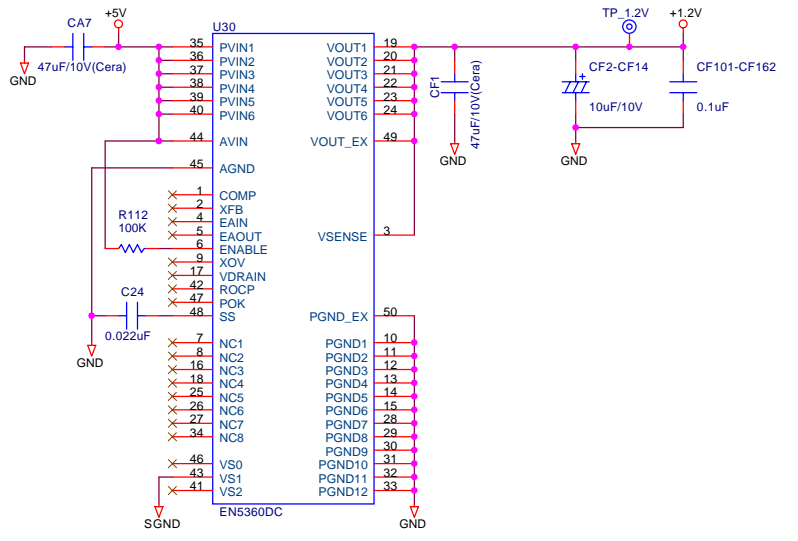 CA7
+5V
47uF/10V(Cera)
GND
U30
35 PVIN1
36 PVIN2
37 PVIN3
38 PVIN4
39 PVIN5
40 PVIN6
44 AVIN
45 AGND
1 COMP
2 XFB
4 EAIN
5 EAOUT
6 ENABLE
9 XOV
17 VDRAIN
42 ROCP
47 POK
48 SS
7 NC1
8 NC2
16 NC3
18 NC4
25 NC5
26 NC6
27 NC7
34 NC8
46 VS0
43 VS1
41 VS2
EN5360DC
VOUT1 19
VOUT2 20
VOUT3 21
VOUT4 22
VOUT5 23
VOUT6 24
VOUT_EX 49
VSENSE 3
PGND_EX 50
PGND1 10
PGND2 11
PGND3 12
PGND4 13
PGND5 14
PGND6 15
PGND7 28
PGND8 29
PGND9 30
PGND10 31
PGND11 32
PGND12 33
R112
100K
C24
0.022uF
GND
SGND
GND
CF1
47uF/10V(Cera)
GND
TP_1.2V
+1.2V
CF2-CF14
10uF/10V
GND
CF101-CF162
0.1uF